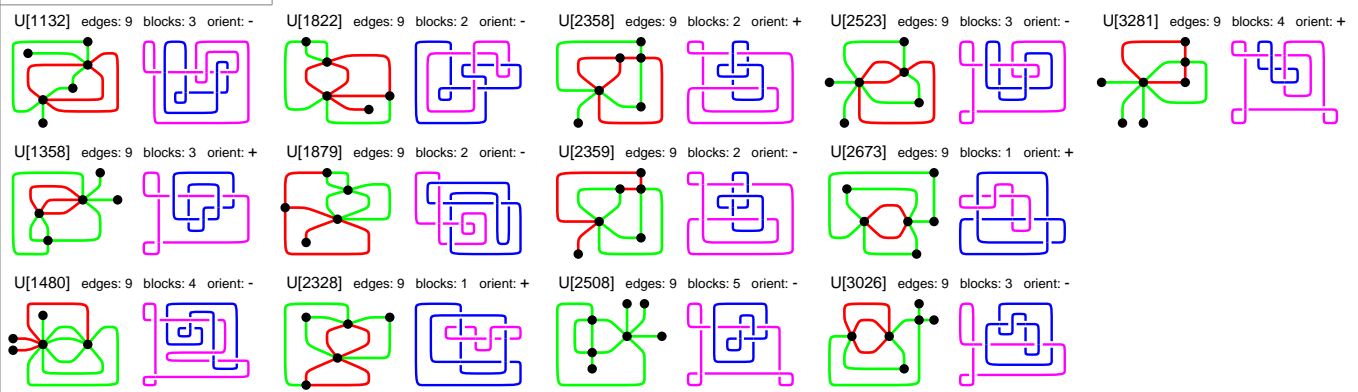 U[1132] edges: 9 blocks: 3 orient: -
U[1822] edges: 9 blocks: 2 orient: -
U[2358] edges: 9 blocks: 2 orient: +
U[2523] edges: 9 blocks: 3 orient: -
U[3281] edges: 9 blocks: 4 orient: +
U[1358] edges: 9 blocks: 3 orient: +
U[1879] edges: 9 blocks: 2 orient: -
U[2359] edges: 9 blocks: 2 orient: -
U[2673] edges: 9 blocks: 1 orient: +
U[1480] edges: 9 blocks: 4 orient: -
U[2328] edges: 9 blocks: 1 orient: +
U[2508] edges: 9 blocks: 5 orient: -
U[3026] edges: 9 blocks: 3 orient: -